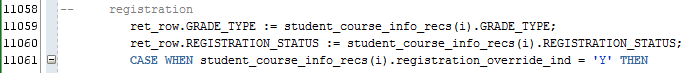 11058 -- registration
11059 ret_row.GRADE_TYPE := student_course_info_recs(i).GRADE_TYPE;
11060 ret_row.REGISTRATION_STATUS := student_course_info_recs(i).REGISTRATION_STATUS;
11061 CASE WHEN student_course_info_recs(i).registration_override_ind = 'Y' THEN